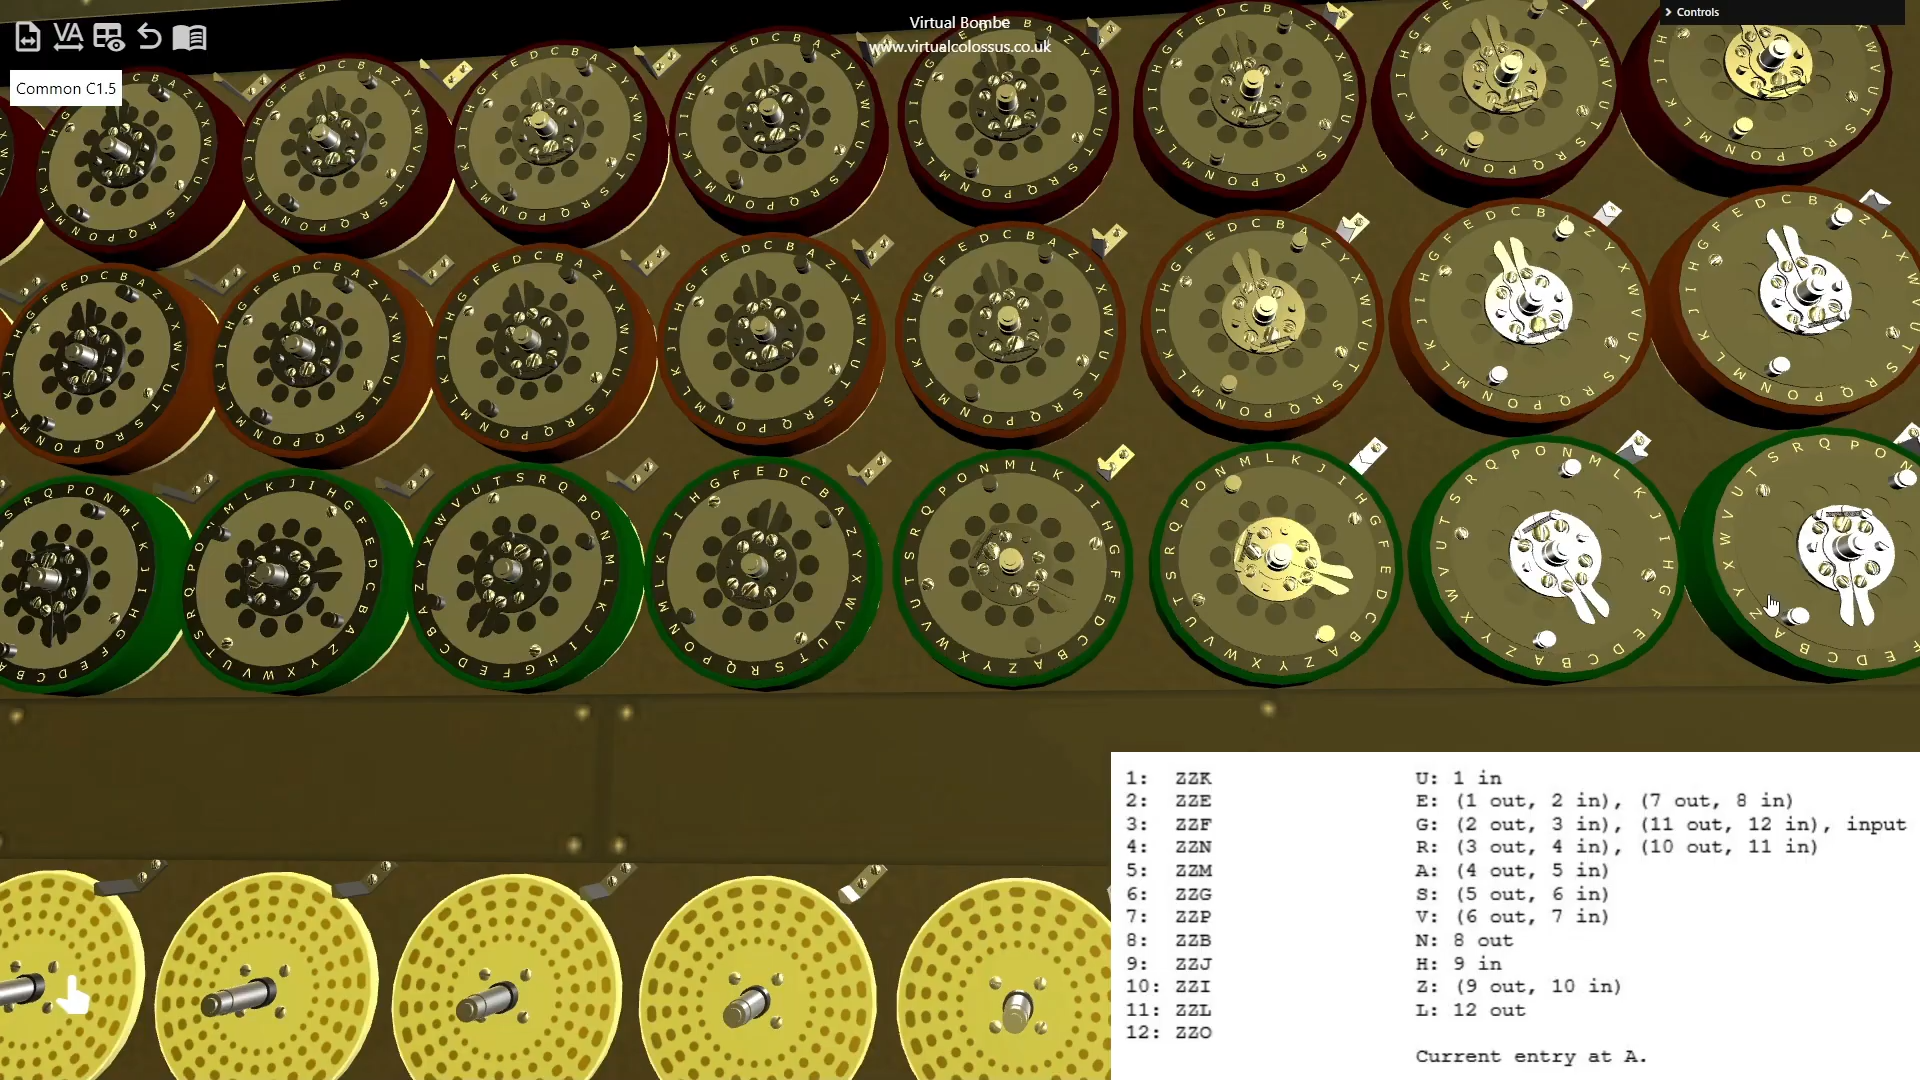 Virtual Bombe
www.virtualcolossus.co.uk
Controls
Common C1.5
1: ZZK
2: ZZE
3: ZZF
4: ZZN
5: ZZM
6: ZZG
7: ZZP
8: ZZB
9: ZZJ
10: ZZI
11: ZZL
12: ZZO
U: 1 in
E: (1 out, 2 in), (7 out, 8 in)
G: (2 out, 3 in), (11 out, 12 in), input
R: (3 out, 4 in), (10 out, 11 in)
A: (4 out, 5 in)
S: (5 out, 6 in)
V: (6 out, 7 in)
N: 8 out
H: 9 in
Z: (9 out, 10 in)
L: 12 out
Current entry at A.